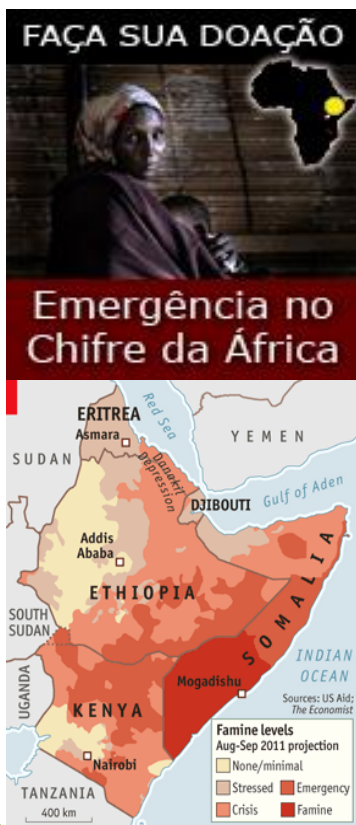 FAÇA SUA DOAÇÃO
Emergência no
Chifre da África
ERITREA
Asmara
Red Sea
YEMEN
SUDAN
Danakil
depression
DJIBOUTI
Gulf of Aden
Addis
Ababa
ETHIOPIA
SOMALIA
SOUTH
SUDAN
INDIAN
OCEAN
UGANDA
Mogadishu
KENYA
Sources: US Aid;
The Economist
Nairobi
Famine levels
Aug-Sep 2011 projection
None/minimal
Stressed
Emergency
Crisis
Famine
TANZANIA
400 km